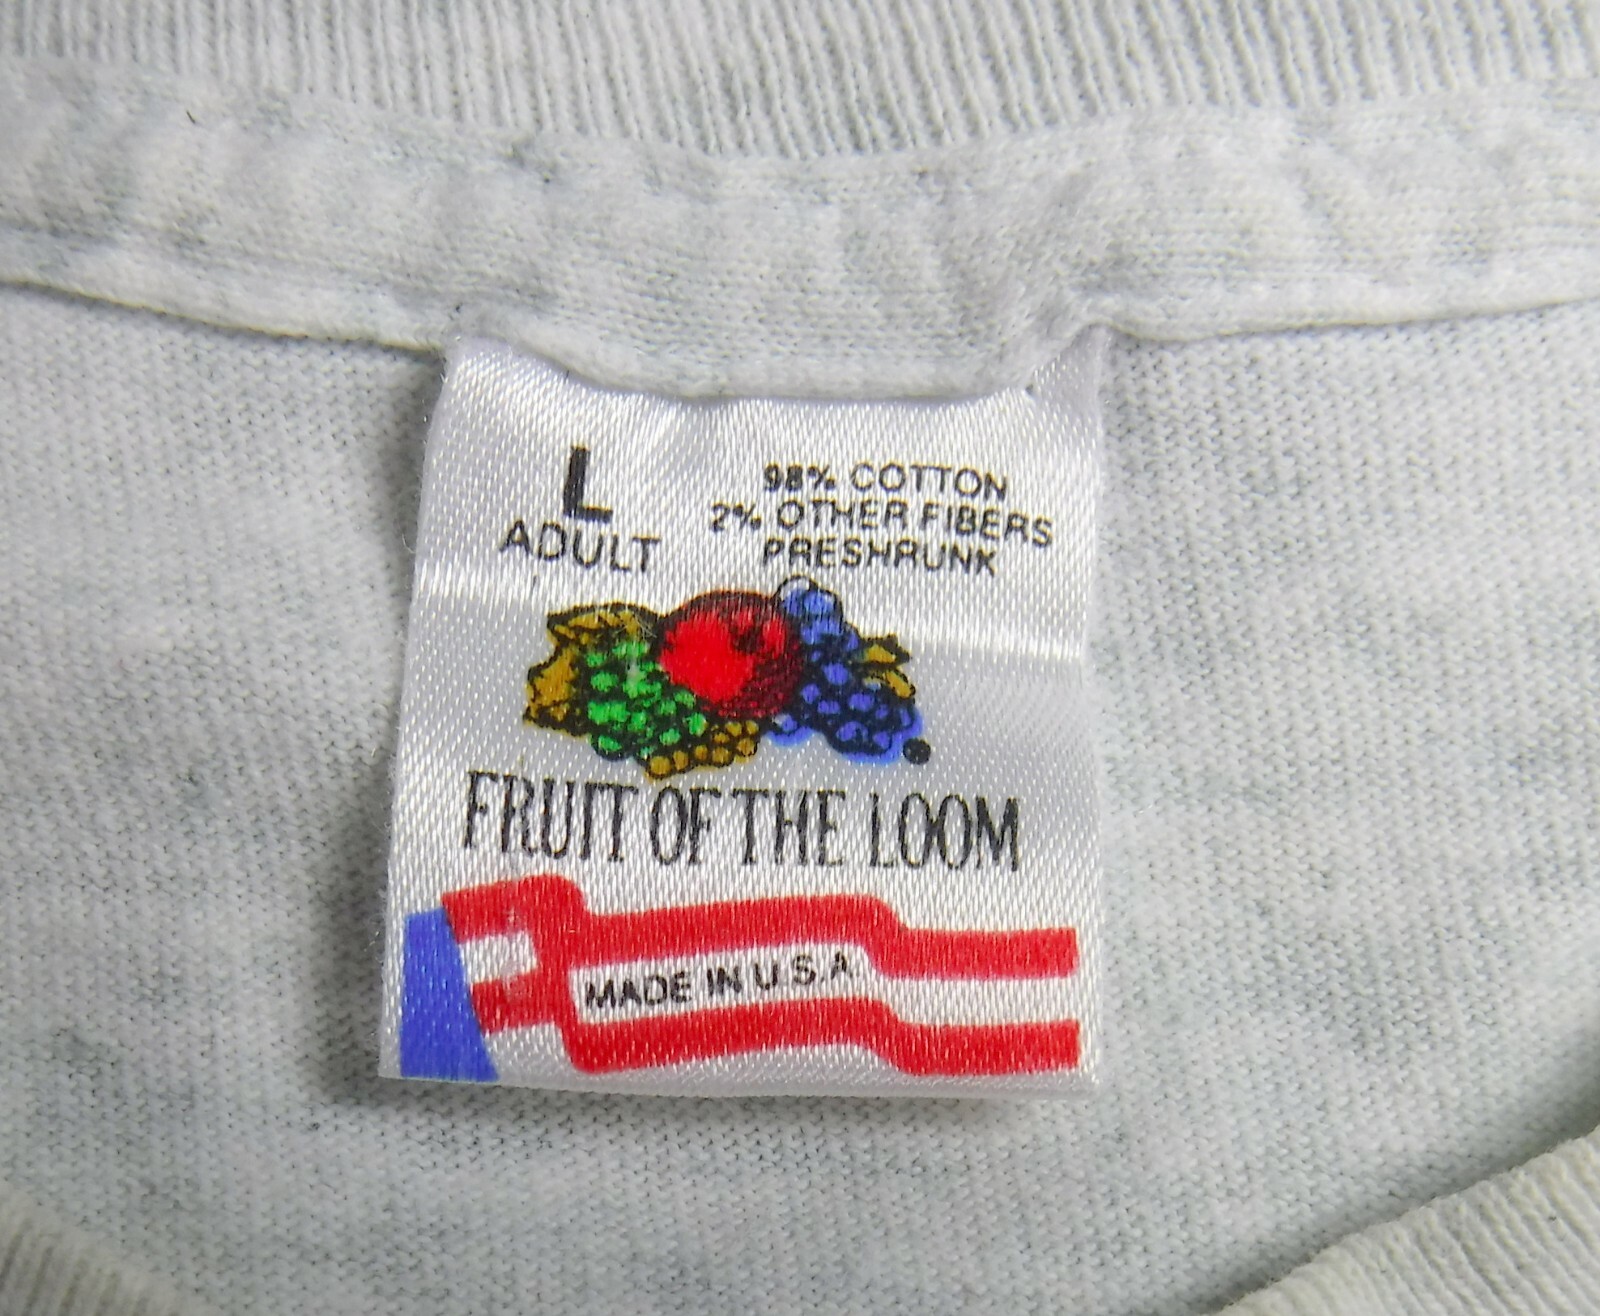 L
ADULT
98% COTTON
2% OTHER FIBERS
PRESHRUNK
FRUIT OF THE LOOM
MADE IN U.S.A.